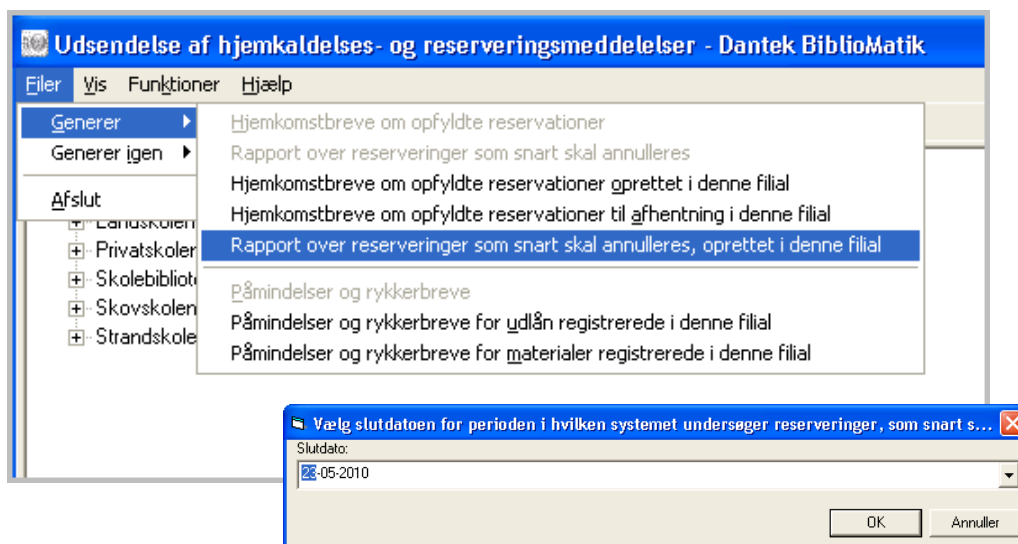 Udsendelse af hjemkaldelses- og reserveringsmeddelelser - Dantek BiblioMatik
Filer Vis Funktioner Hjælp
Generer
Generer igen
Afslut
Hjemkomstbreve om opfyldte reservationer
Rapport over reserveringer som snart skal annulleres
Hjemkomstbreve om opfyldte reservationer oprettet i denne filial
Hjemkomstbreve om opfyldte reservationer til afhentning i denne filial
Rapport over reserveringer som snart skal annulleres, oprettet i denne filial
Påmindelser og rykkerbreve
Påmindelser og rykkerbreve for udlån registrerede i denne filial
Påmindelser og rykkerbreve for materialer registrerede i denne filial
Landskolen
Privatskoler
Skolebibliot
Skovskolen
Strandskole
Vælg slutdatoen for perioden i hvilken systemet undersøger reserveringer, som snart s...
Slutdato:
23-05-2010
OK Annuller